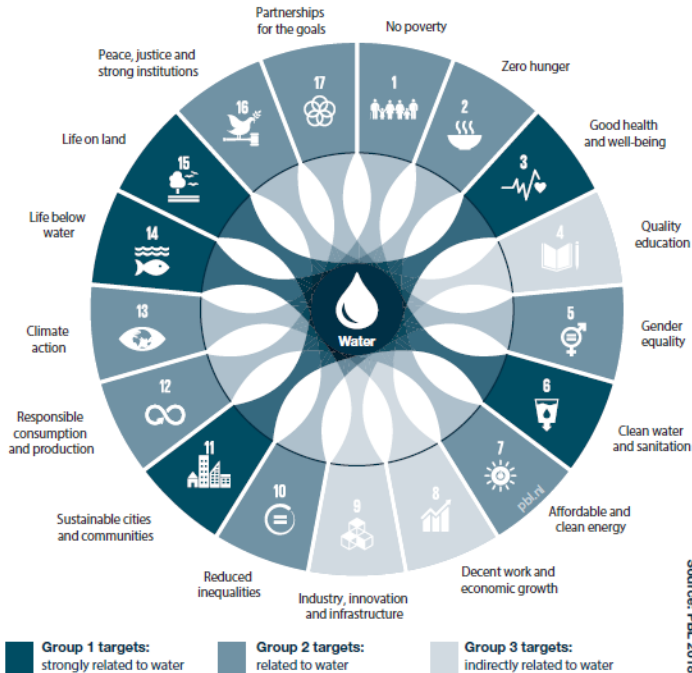 Partnerships
for the goals
No poverty
Zero hunger
Good health
and well-being
Quality
education
Gender
equality
Clean water
and sanitation
Affordable and
clean energy
Decent work and
economic growth
Industry, innovation
and infrastructure
Reduced
inequalities
Sustainable cities
and communities
Responsible
consumption
and production
Climate
action
Life below
water
Life on land
Peace, justice and
strong institutions
1
2
3
4
5
6
7
8
9
10
11
12
13
14
15
16
17
Water
pbl.nl
Group 1 targets:
strongly related to water
Group 2 targets:
related to water
Group 3 targets:
indirectly related to water